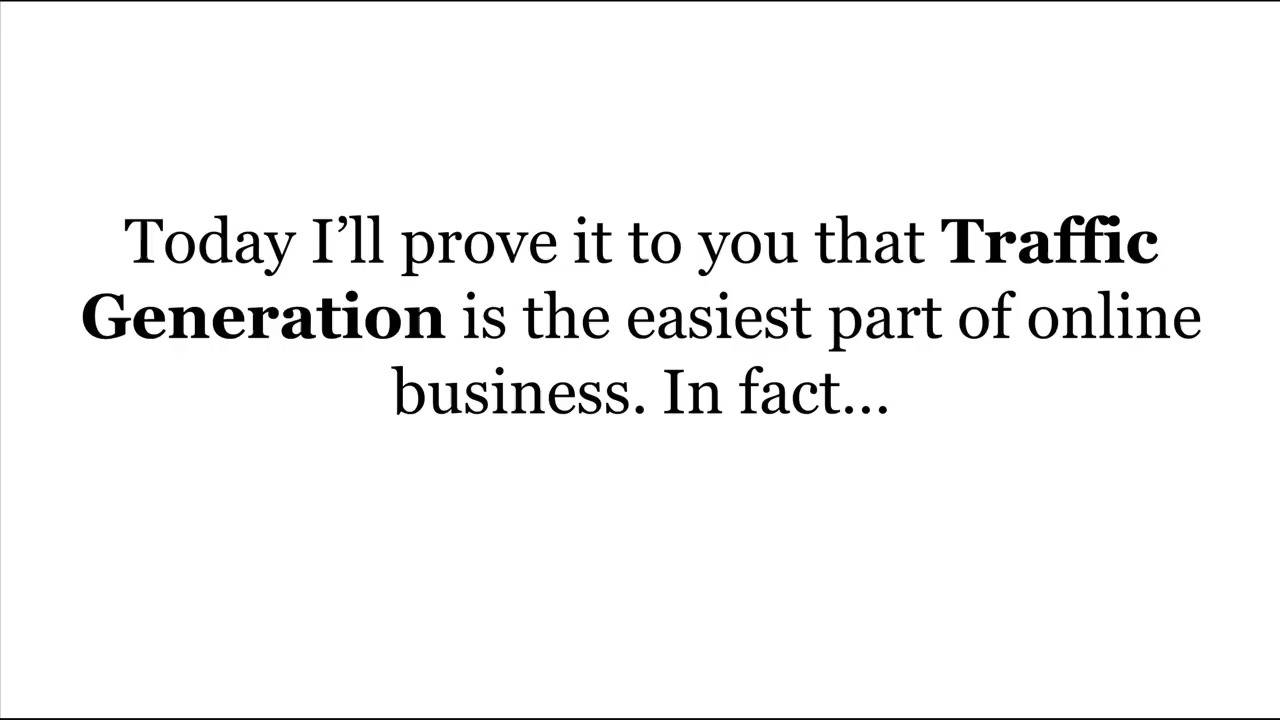 Today I’ll prove it to you that Traffic
Generation is the easiest part of online
business. In fact...